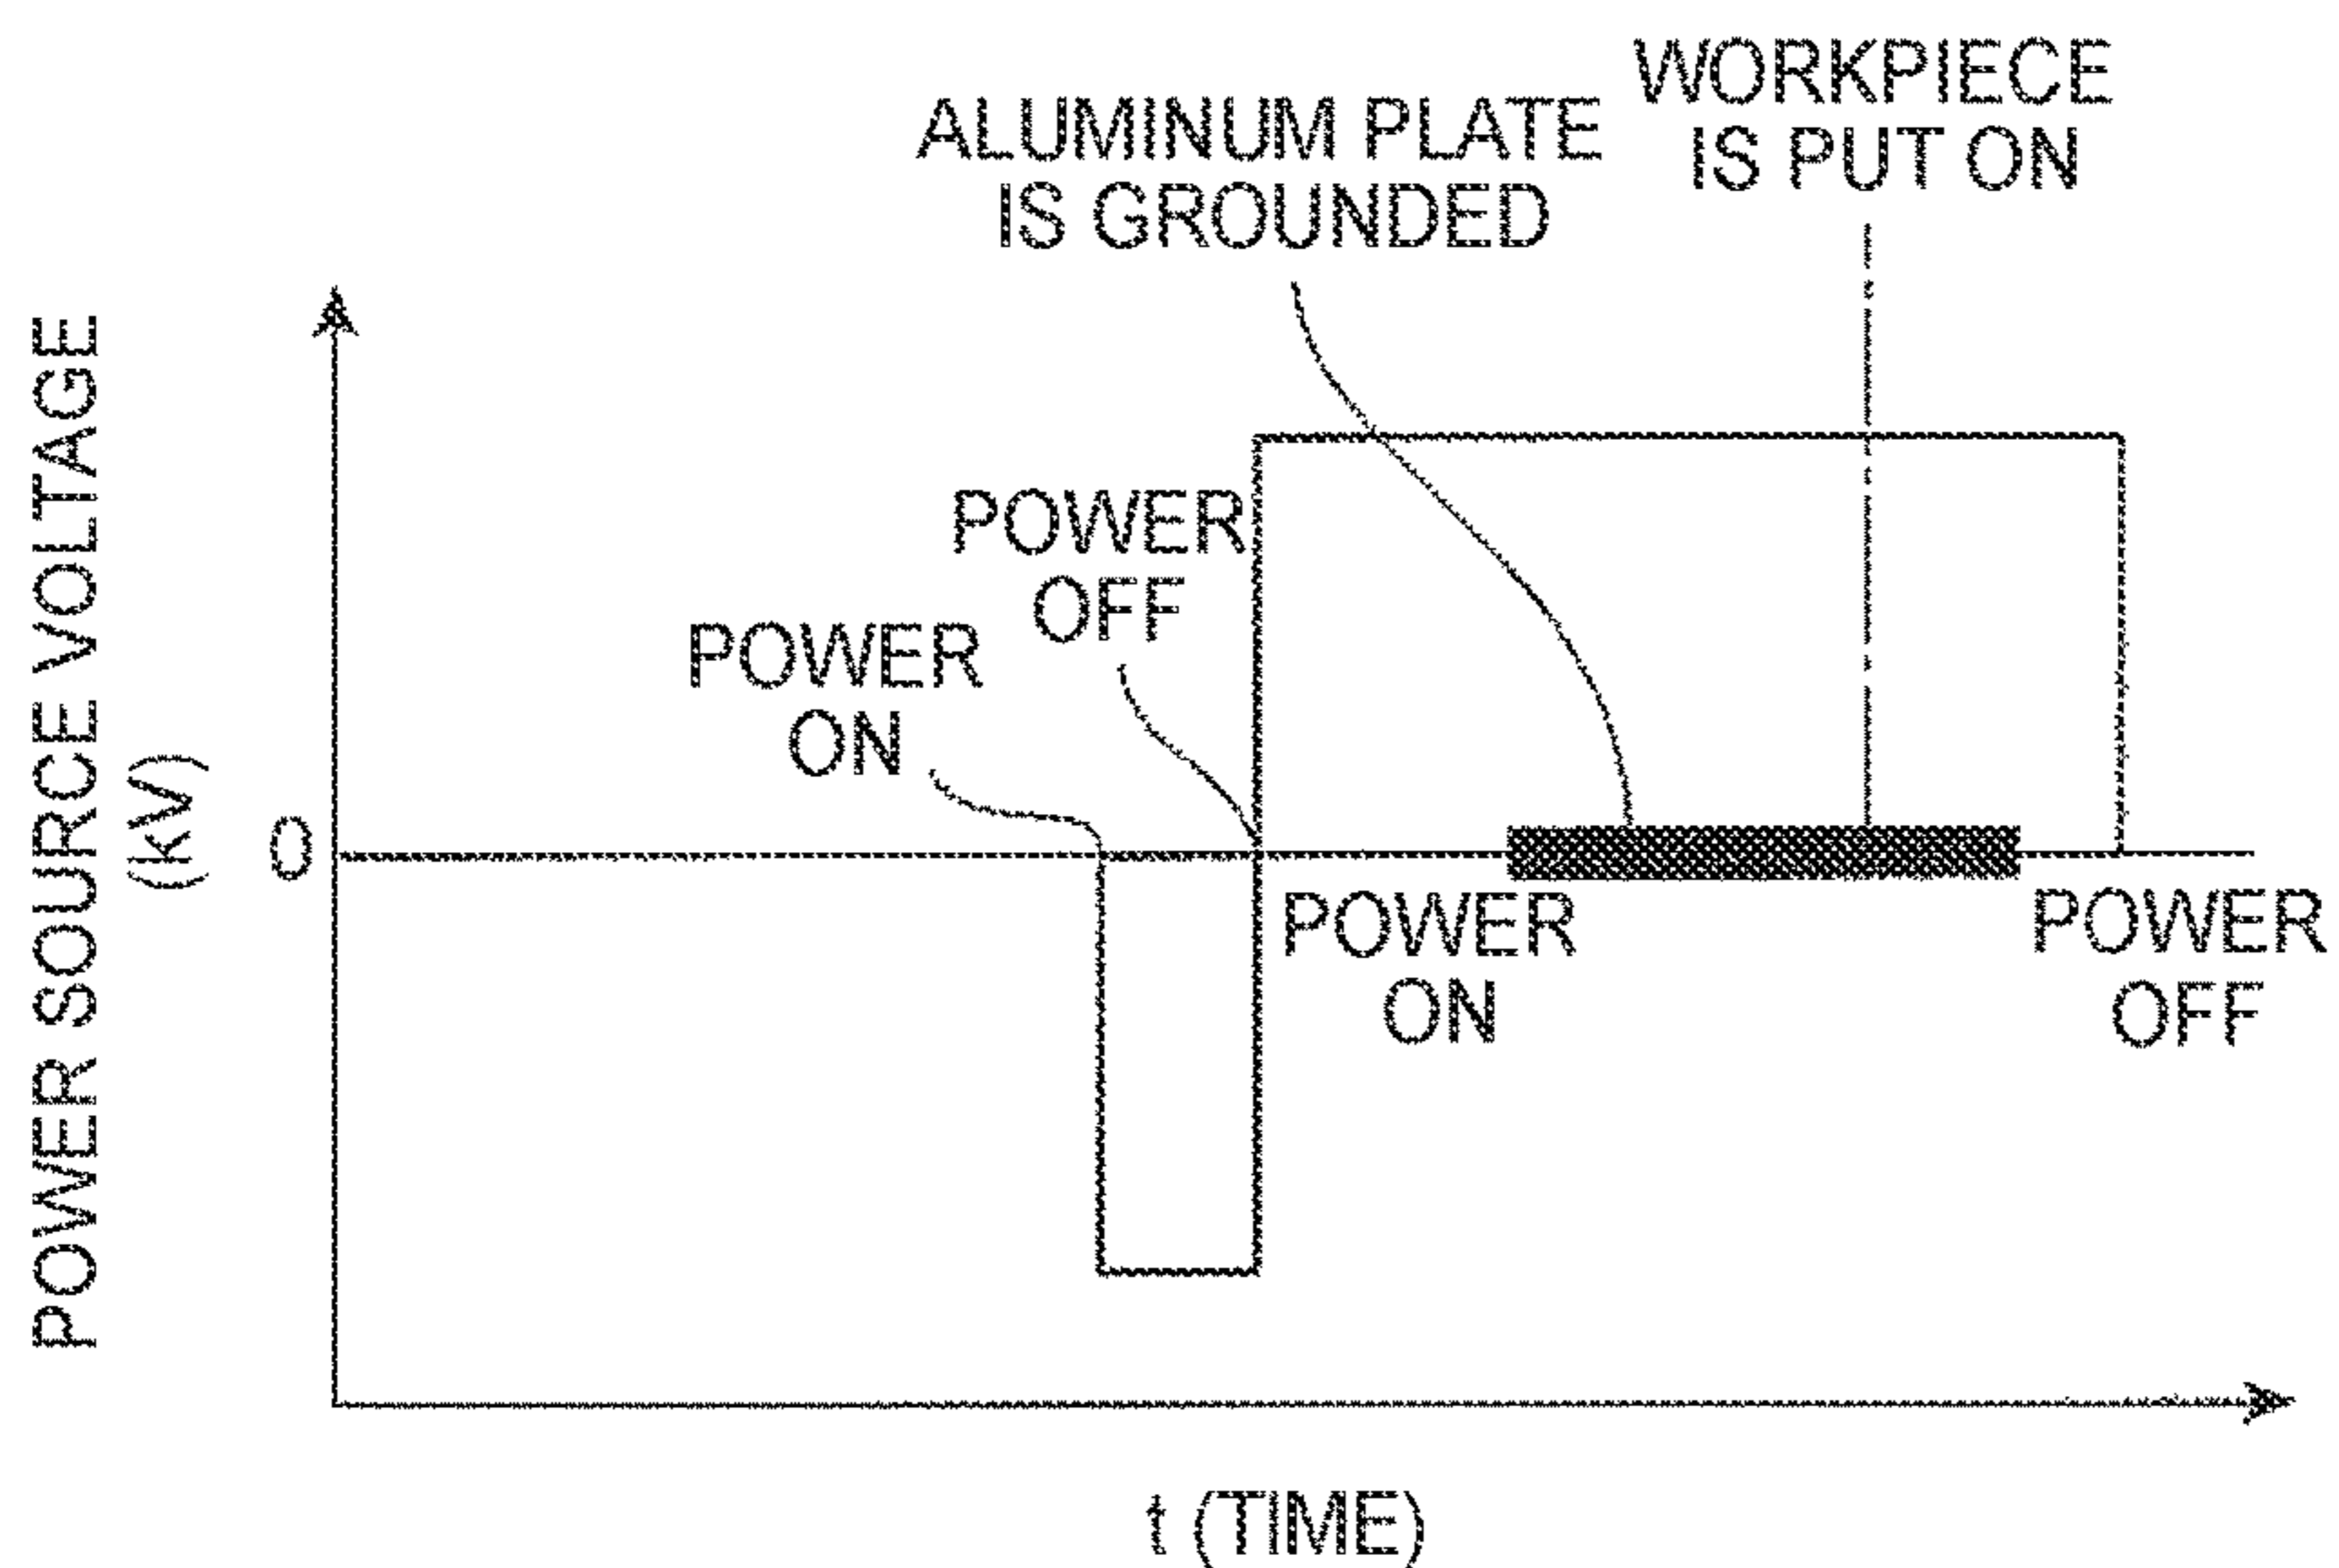 WORKPIECE
IS PUT ON
ALUMINUM PLATE
IS GROUNDED
POWER
OFF
POWER
ON
POWER SOURCE VOLTAGE
(kV)
0
POWER
ON
POWER
OFF
t (TIME)